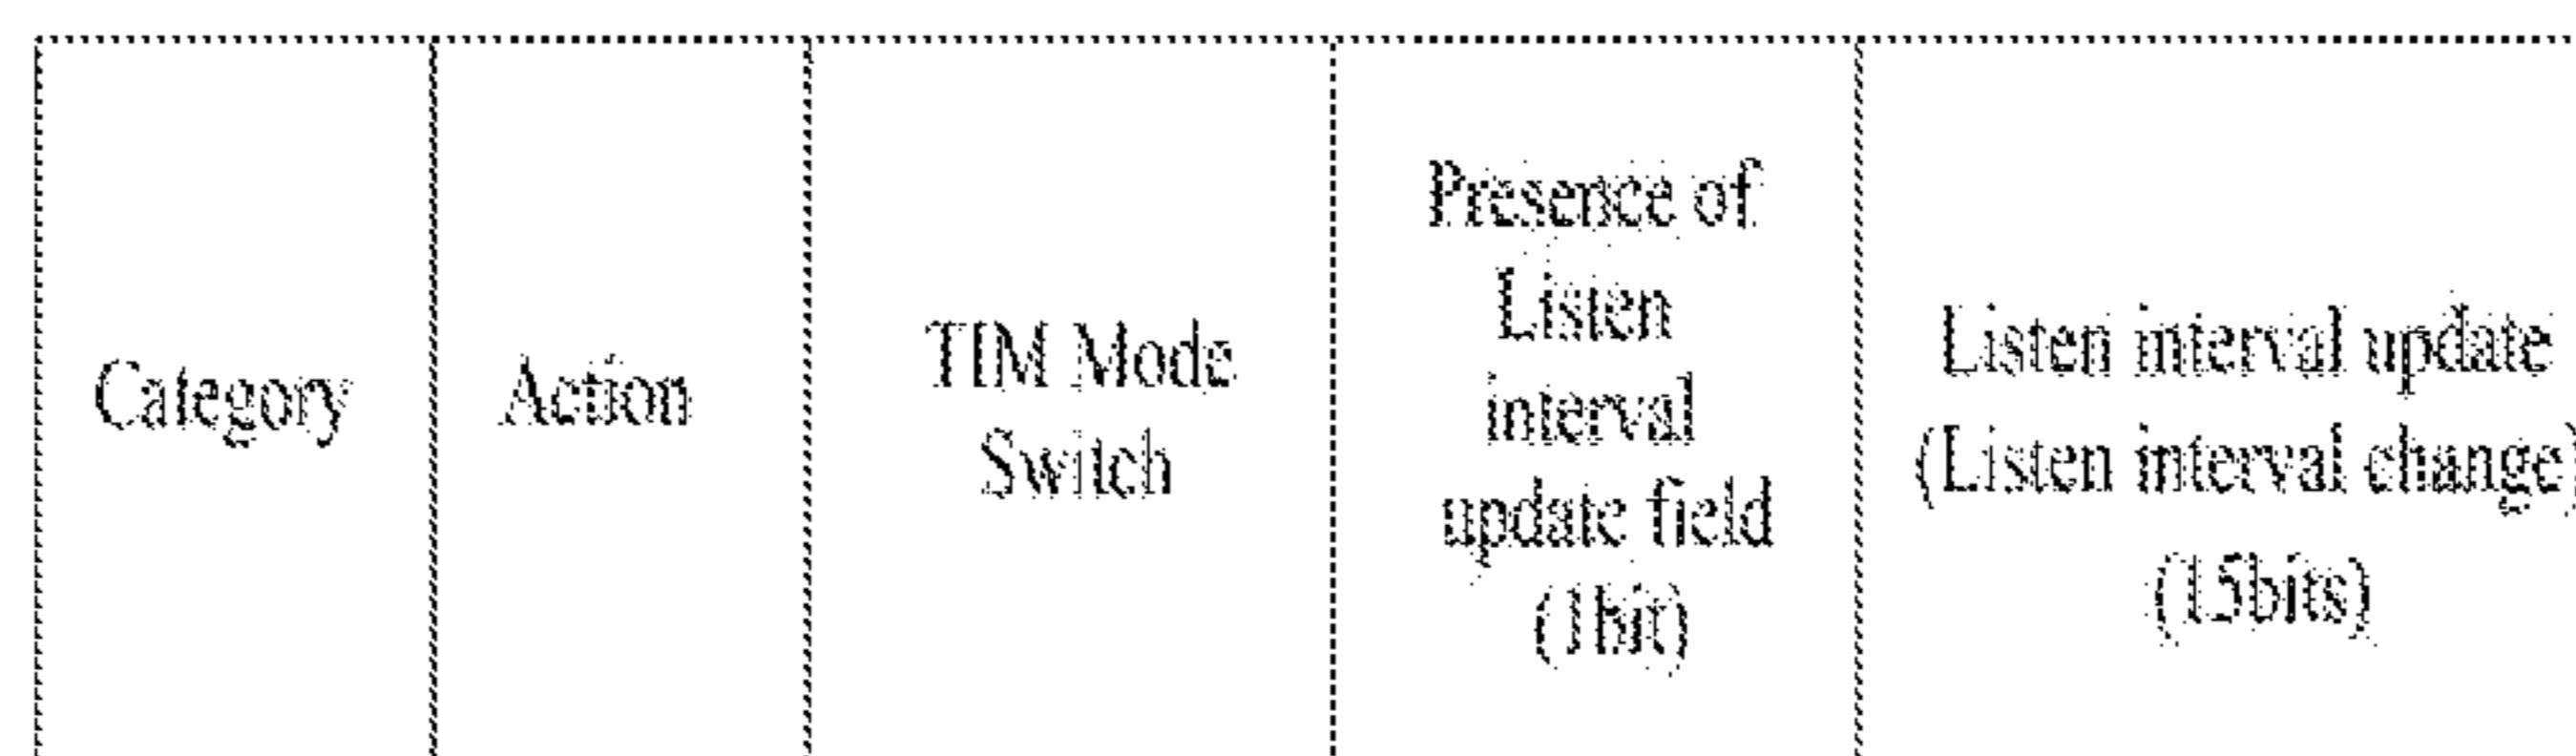 Category
Action
TIM Mode
Switch
Presence of
Listen
interval
update field
(1bit)
Listen interval update
(Listen interval change)
(15bits)